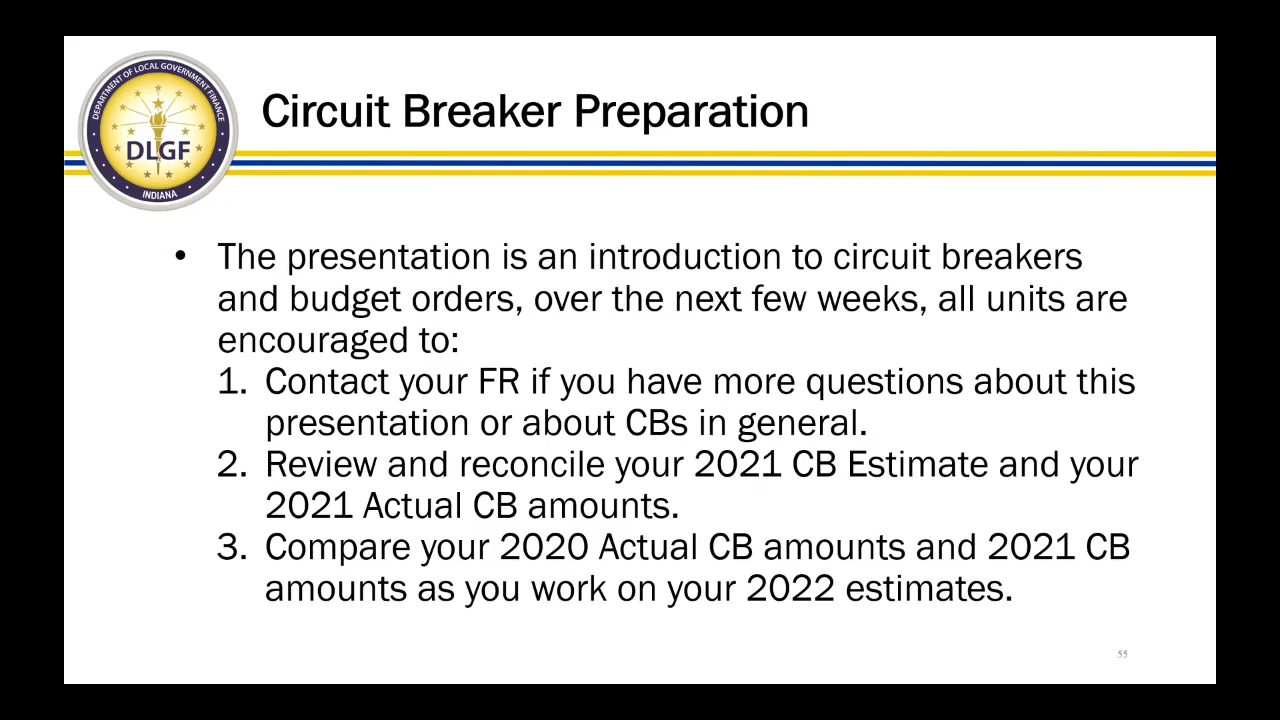 Circuit Breaker Preparation
DEPARTMENT OF LOCAL GOVERNMENT FINANCE
DLGF
INDIANA
• The presentation is an introduction to circuit breakers
and budget orders, over the next few weeks, all units are
encouraged to:
1. Contact your FR if you have more questions about this
presentation or about CBs in general.
2. Review and reconcile your 2021 CB Estimate and your
2021 Actual CB amounts.
3. Compare your 2020 Actual CB amounts and 2021 CB
amounts as you work on your 2022 estimates.
55